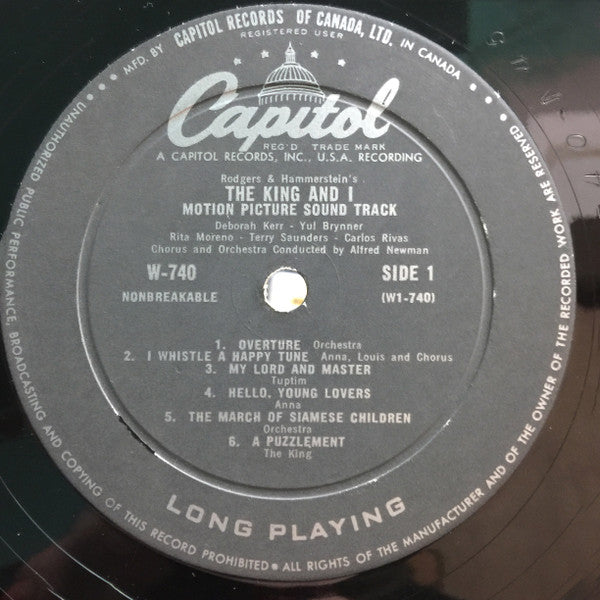 MFD. BY CAPITOL RECORDS OF CANADA, LTD. IN CANADA
REGISTERED USER
Capitol
REG'D TRADE MARK
A CAPITOL RECORDS, INC., U.S.A. RECORDING
Rodgers & Hammerstein's
THE KING AND I
MOTION PICTURE SOUND TRACK
Deborah Kerr - Yul Brynner
Rita Moreno - Terry Saunders - Carlos Rivas
Chorus and Orchestra Conducted by Alfred Newman
W-740 SIDE 1
NONBREAKABLE (W1-740)
1. OVERTURE Orchestra
2. I WHISTLE A HAPPY TUNE Anna, Louis and Chorus
3. MY LORD AND MASTER
Tuptim
4. HELLO, YOUNG LOVERS
Anna
5. THE MARCH OF SIAMESE CHILDREN
Orchestra
6. A PUZZLEMENT
The King
LONG PLAYING
UNAUTHORIZED PUBLIC PERFORMANCE, BROADCASTING AND COPYING OF THIS RECORD PROHIBITED • ALL RIGHTS OF THE MANUFACTURER AND OF THE OWNER OF THE RECORDED WORK ARE RESERVED